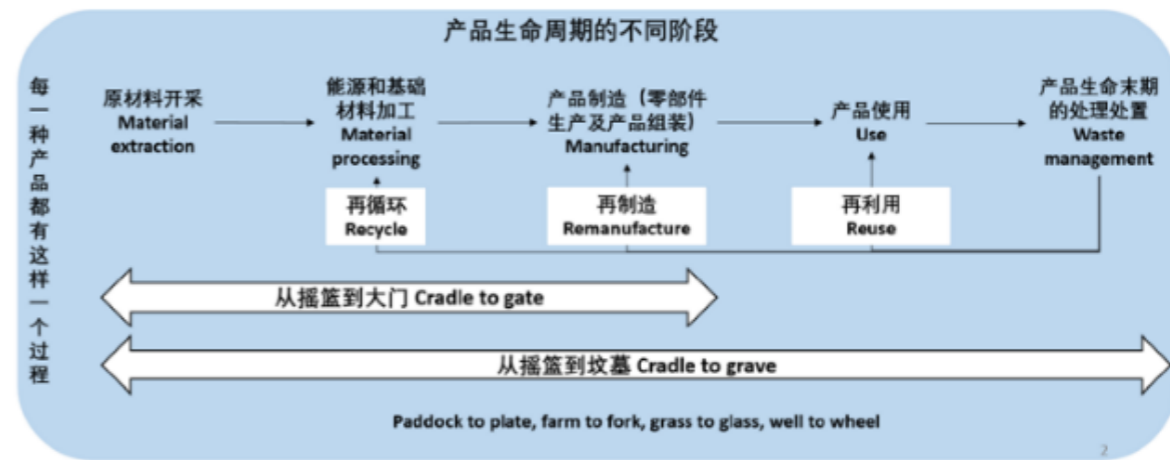 产品生命周期的不同阶段
每一种产品都有这样一个过程
原材料开采
Material
extraction
能源和基础
材料加工
Material
processing
产品制造（零部件
生产及产品组装）
Manufacturing
产品使用
Use
产品生命末期
的处理处置
Waste
management
再循环
Recycle
再制造
Remanufacture
再利用
Reuse
从摇篮到大门 Cradle to gate
从摇篮到坟墓 Cradle to grave
Paddock to plate, farm to fork, grass to glass, well to wheel
2